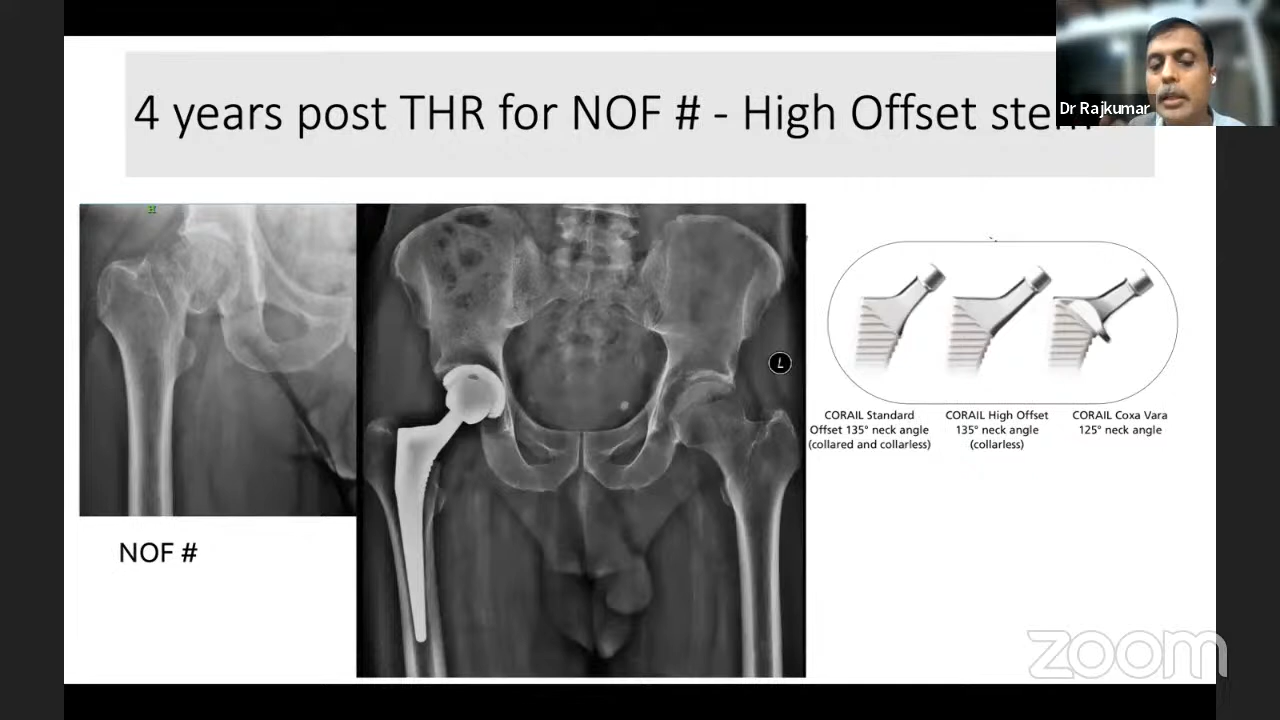 4 years post THR for NOF # - High Offset stem
Dr Rajkumar
L
CORAIL Standard
Offset 135° neck angle
(collared and collarless)
CORAIL High Offset
135° neck angle
(collarless)
CORAIL Coxa Vara
125° neck angle
NOF #
zoom